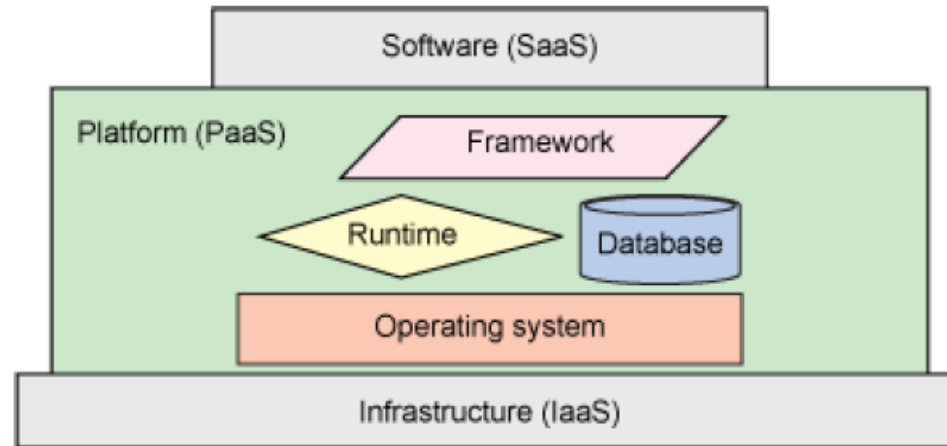 Software (SaaS)
Platform (PaaS)
Framework
Runtime
Database
Operating system
Infrastructure (IaaS)